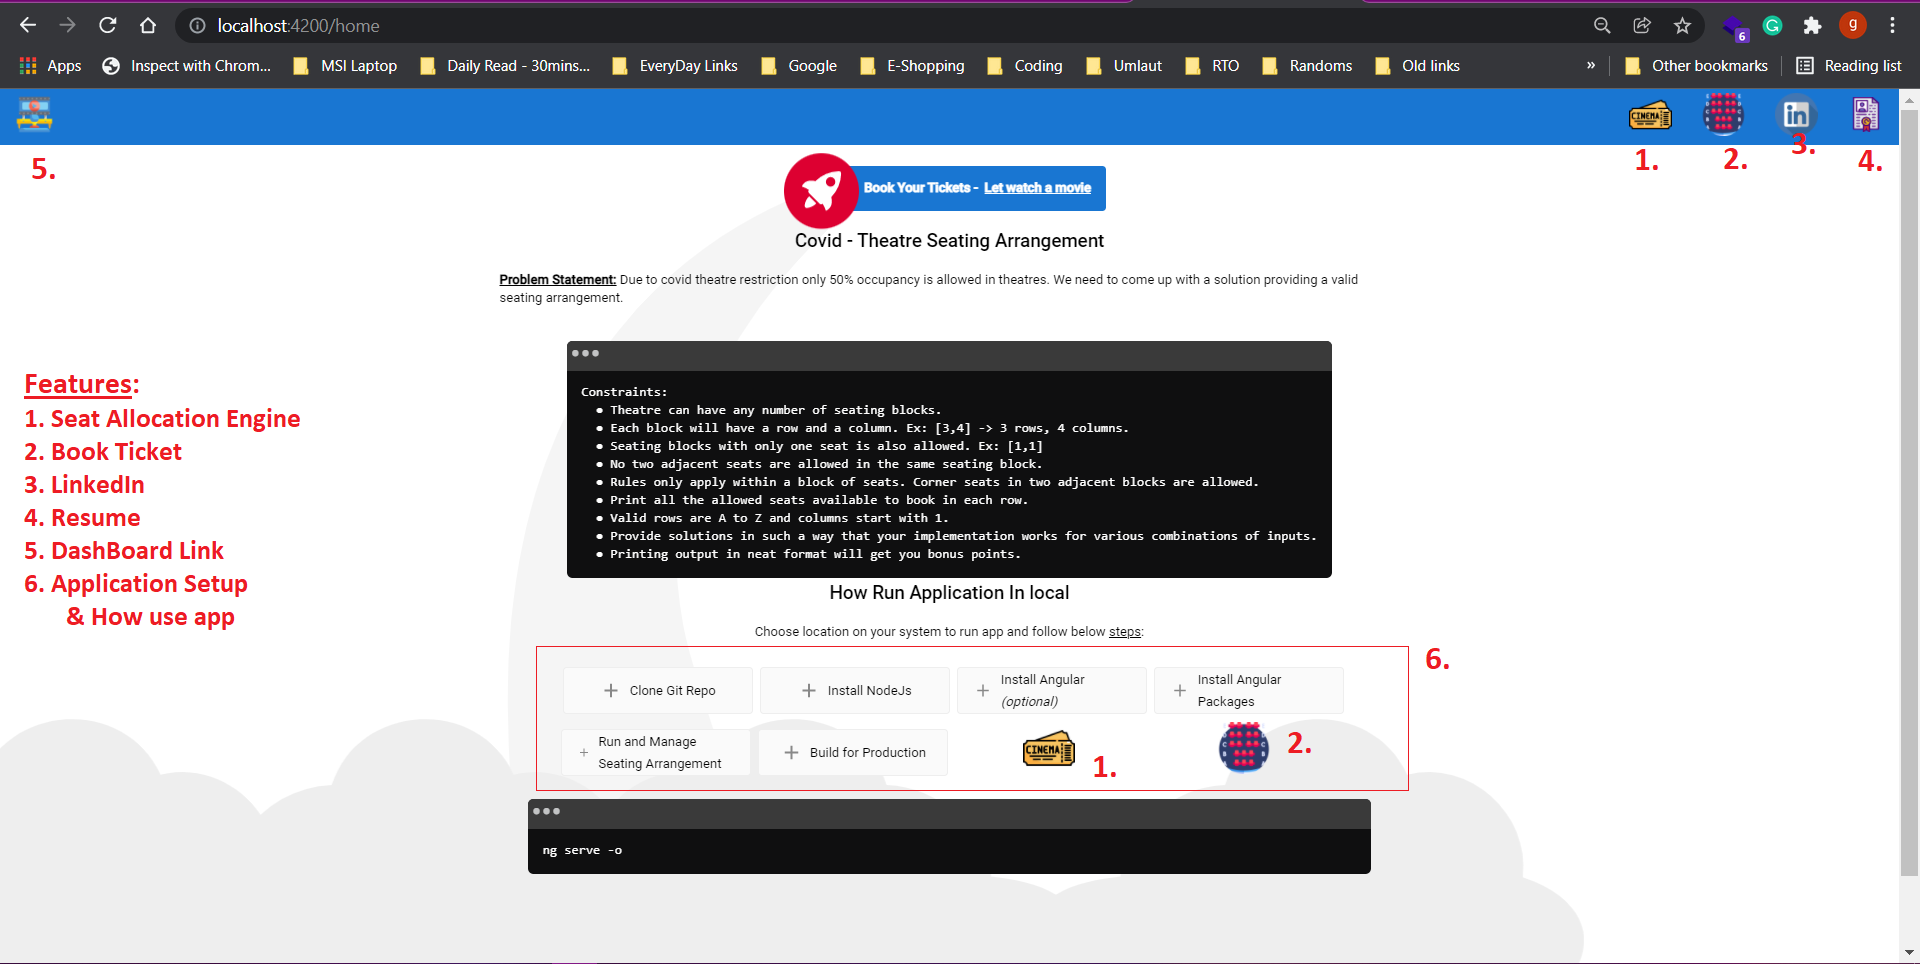 localhost:4200/home
6
g
Apps
Inspect with Chrom...
MSI Laptop
Daily Read - 30mins...
EveryDay Links
Google
E-Shopping
Coding
Umlaut
RTO
Randoms
Old links
»
Other bookmarks
Reading list
CINEMA
in
5.
1.
2.
3.
4.
Book Your Tickets - Let watch a movie
Covid - Theatre Seating Arrangement
Problem Statement: Due to covid theatre restriction only 50% occupancy is allowed in theatres. We need to come up with a solution providing a valid
seating arrangement.
Features:
1. Seat Allocation Engine
2. Book Ticket
3. LinkedIn
4. Resume
5. DashBoard Link
6. Application Setup
& How use app
Constraints:
● Theatre can have any number of seating blocks.
● Each block will have a row and a column. Ex: [3,4] -> 3 rows, 4 columns.
● Seating blocks with only one seat is also allowed. Ex: [1,1]
● No two adjacent seats are allowed in the same seating block.
● Rules only apply within a block of seats. Corner seats in two adjacent blocks are allowed.
● Print all the allowed seats available to book in each row.
● Valid rows are A to Z and columns start with 1.
● Provide solutions in such a way that your implementation works for various combinations of inputs.
● Printing output in neat format will get you bonus points.
How Run Application In local
Choose location on your system to run app and follow below steps:
6.
Clone Git Repo
Install NodeJs
Install Angular
(optional)
Install Angular
Packages
Run and Manage
Seating Arrangement
Build for Production
CINEMA
1.
2.
ng serve -o